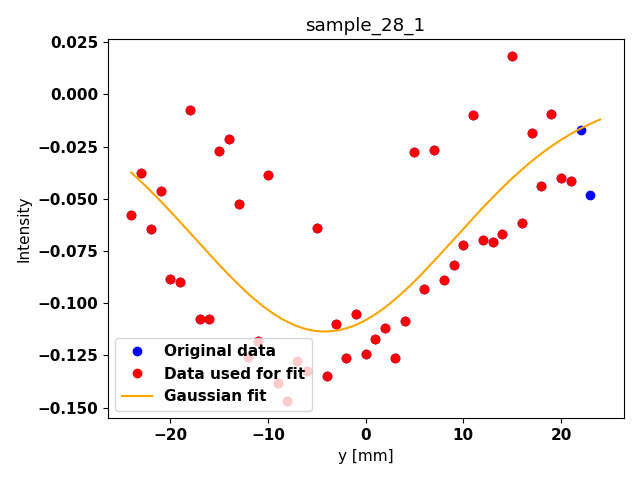 sample_28_1
0.025
0.000
−0.025
−0.050
−0.075
−0.100
−0.125
−0.150
Intensity
Original data
Data used for fit
Gaussian fit
−20
−10
0
10
20
y [mm]